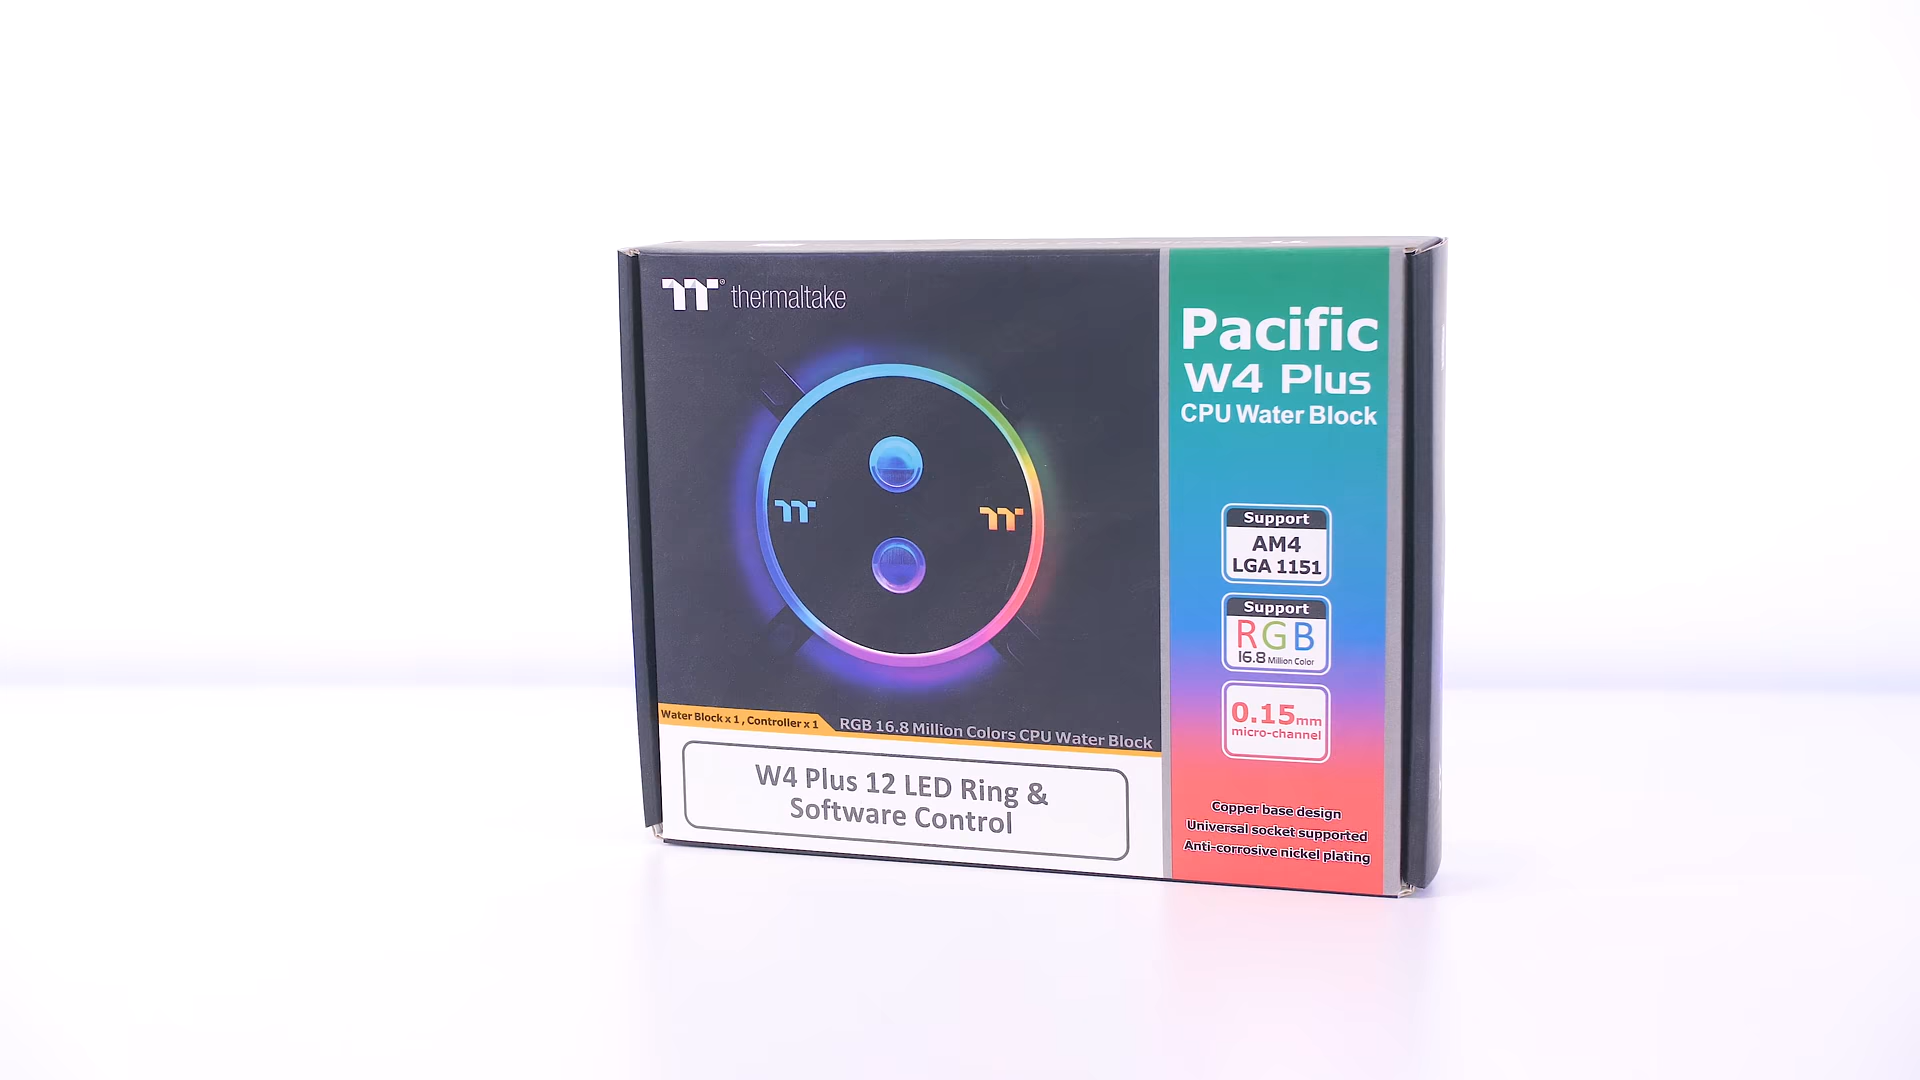 thermaltake
Pacific
W4 Plus
CPU Water Block
Support
AM4
LGA 1151
Support
RGB
16.8 Million Color
0.15mm
micro-channel
Copper base design
Universal socket supported
Anti-corrosive nickel plating
Water Block x 1 , Controller x 1
RGB 16.8 Million Colors CPU Water Block
W4 Plus 12 LED Ring &
Software Control